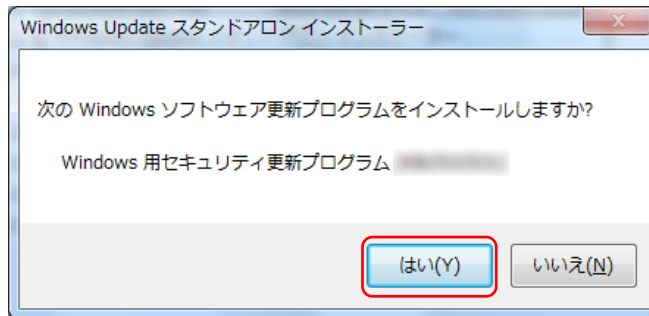 Windows Update スタンドアロン インストーラー
次の Windows ソフトウェア更新プログラムをインストールしますか?
Windows 用セキュリティ更新プログラム
はい(Y)
いいえ(N)